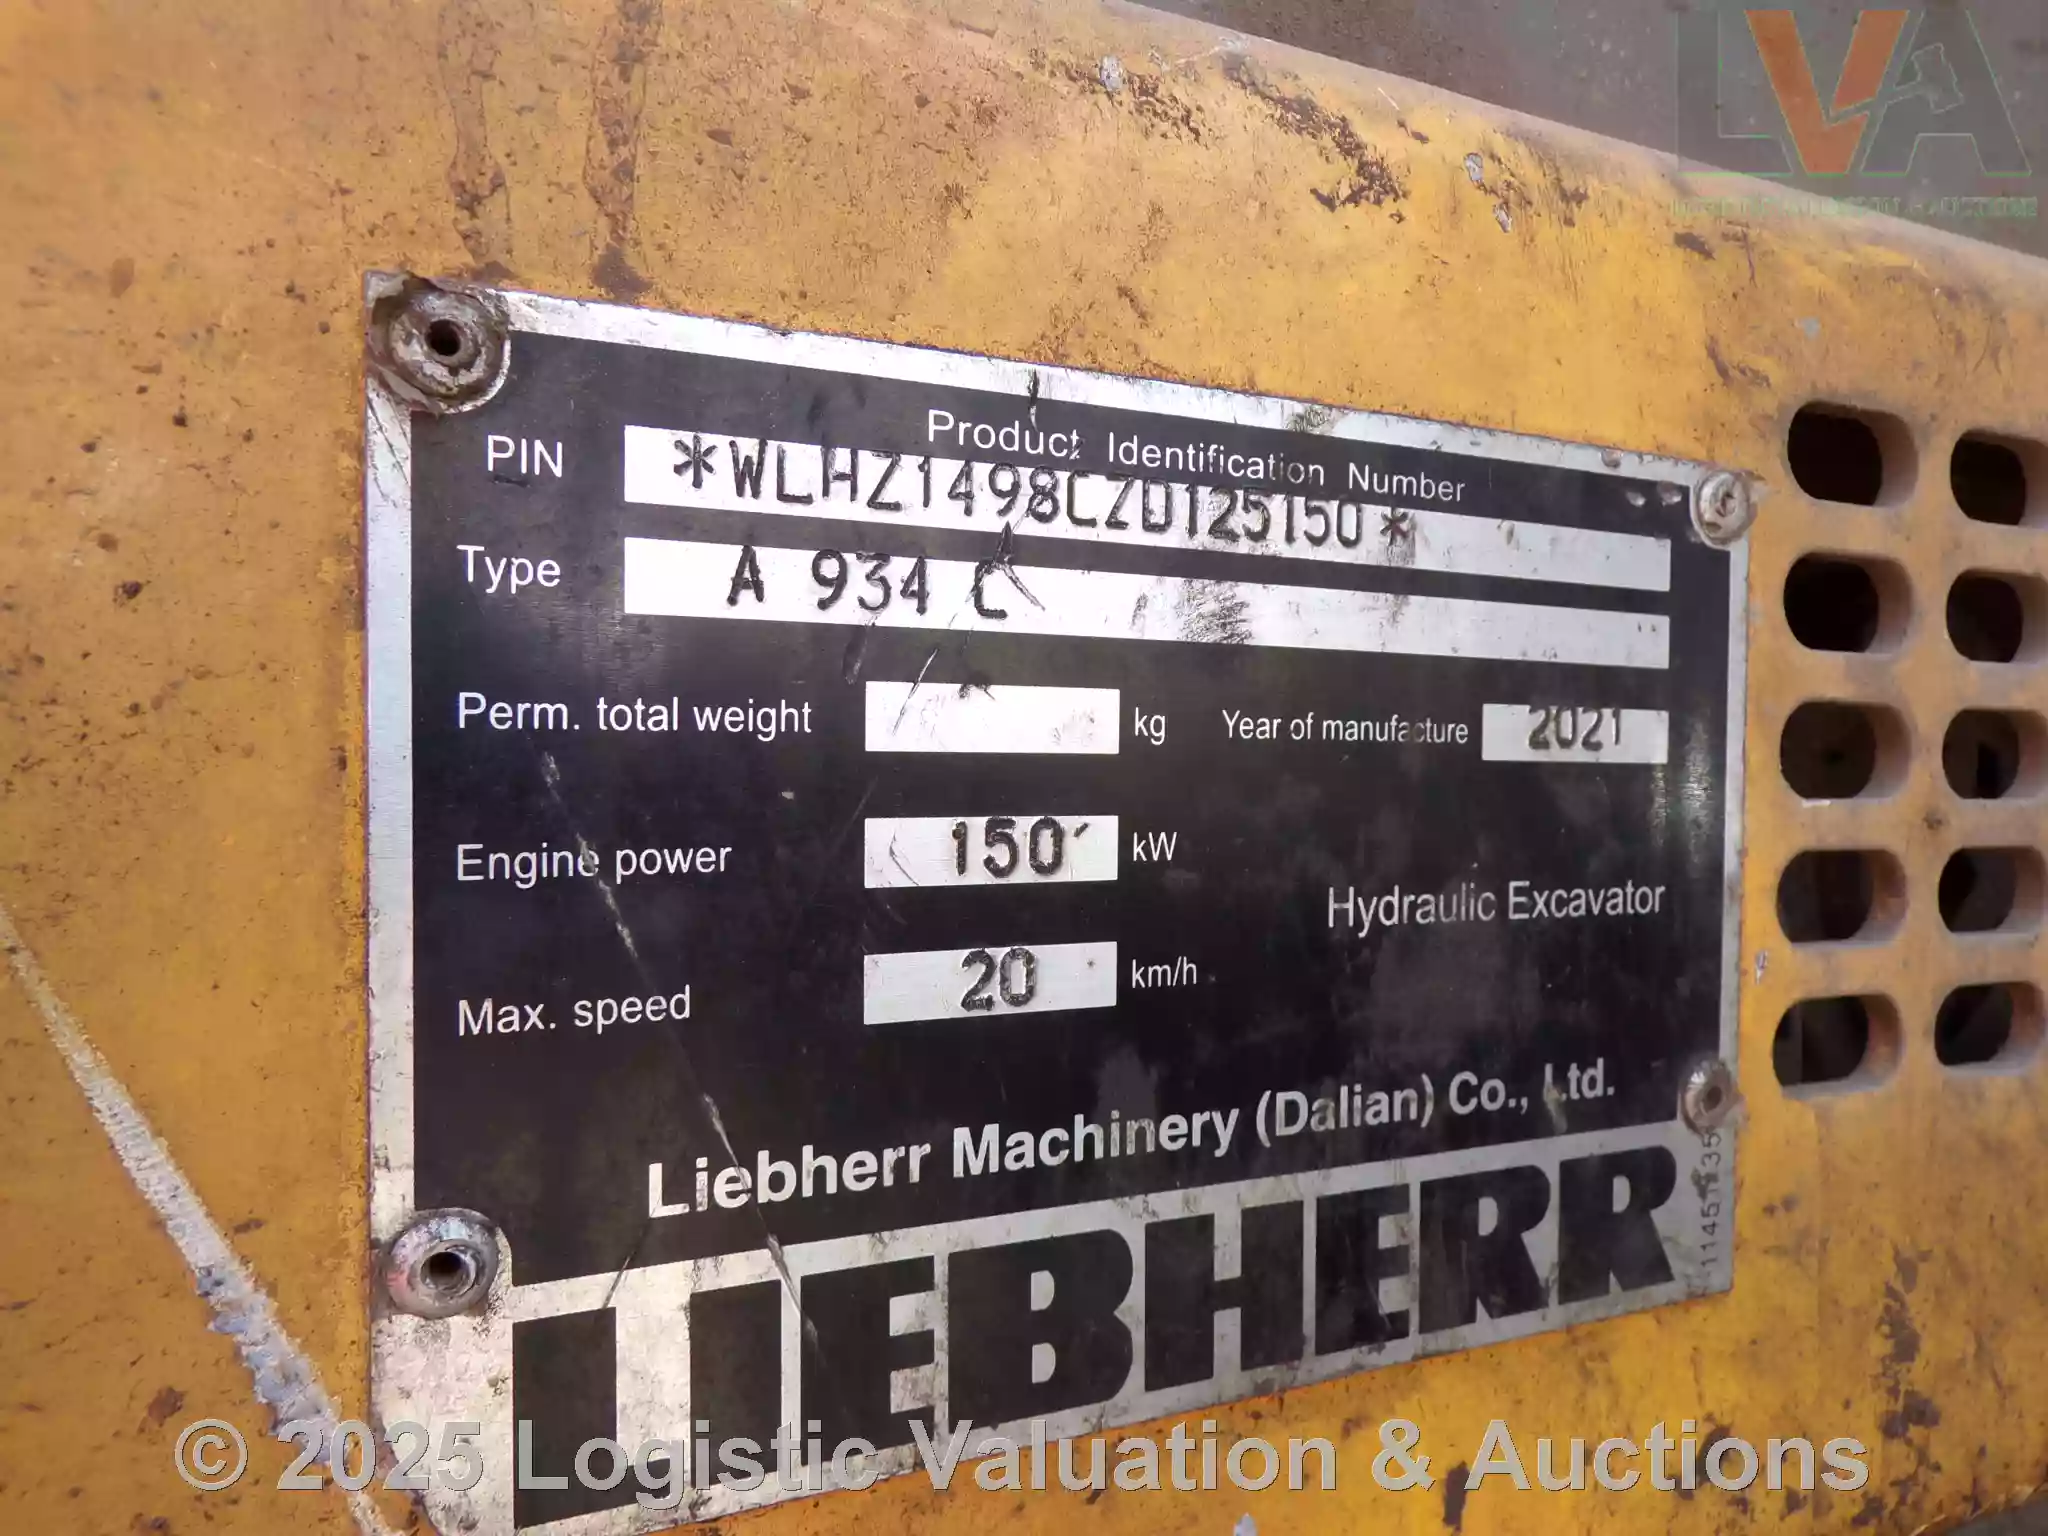 LVA
Product Identification Number
PIN *WLHZ1498CZD125150*
Type A 934 C
Perm. total weight kg Year of manufacture 2021
Engine power 150 kW
Hydraulic Excavator
Max. speed 20 km/h
Liebherr Machinery (Dalian) Co., Ltd.
LIEBHERR
© 2025 Logistic Valuation & Auctions